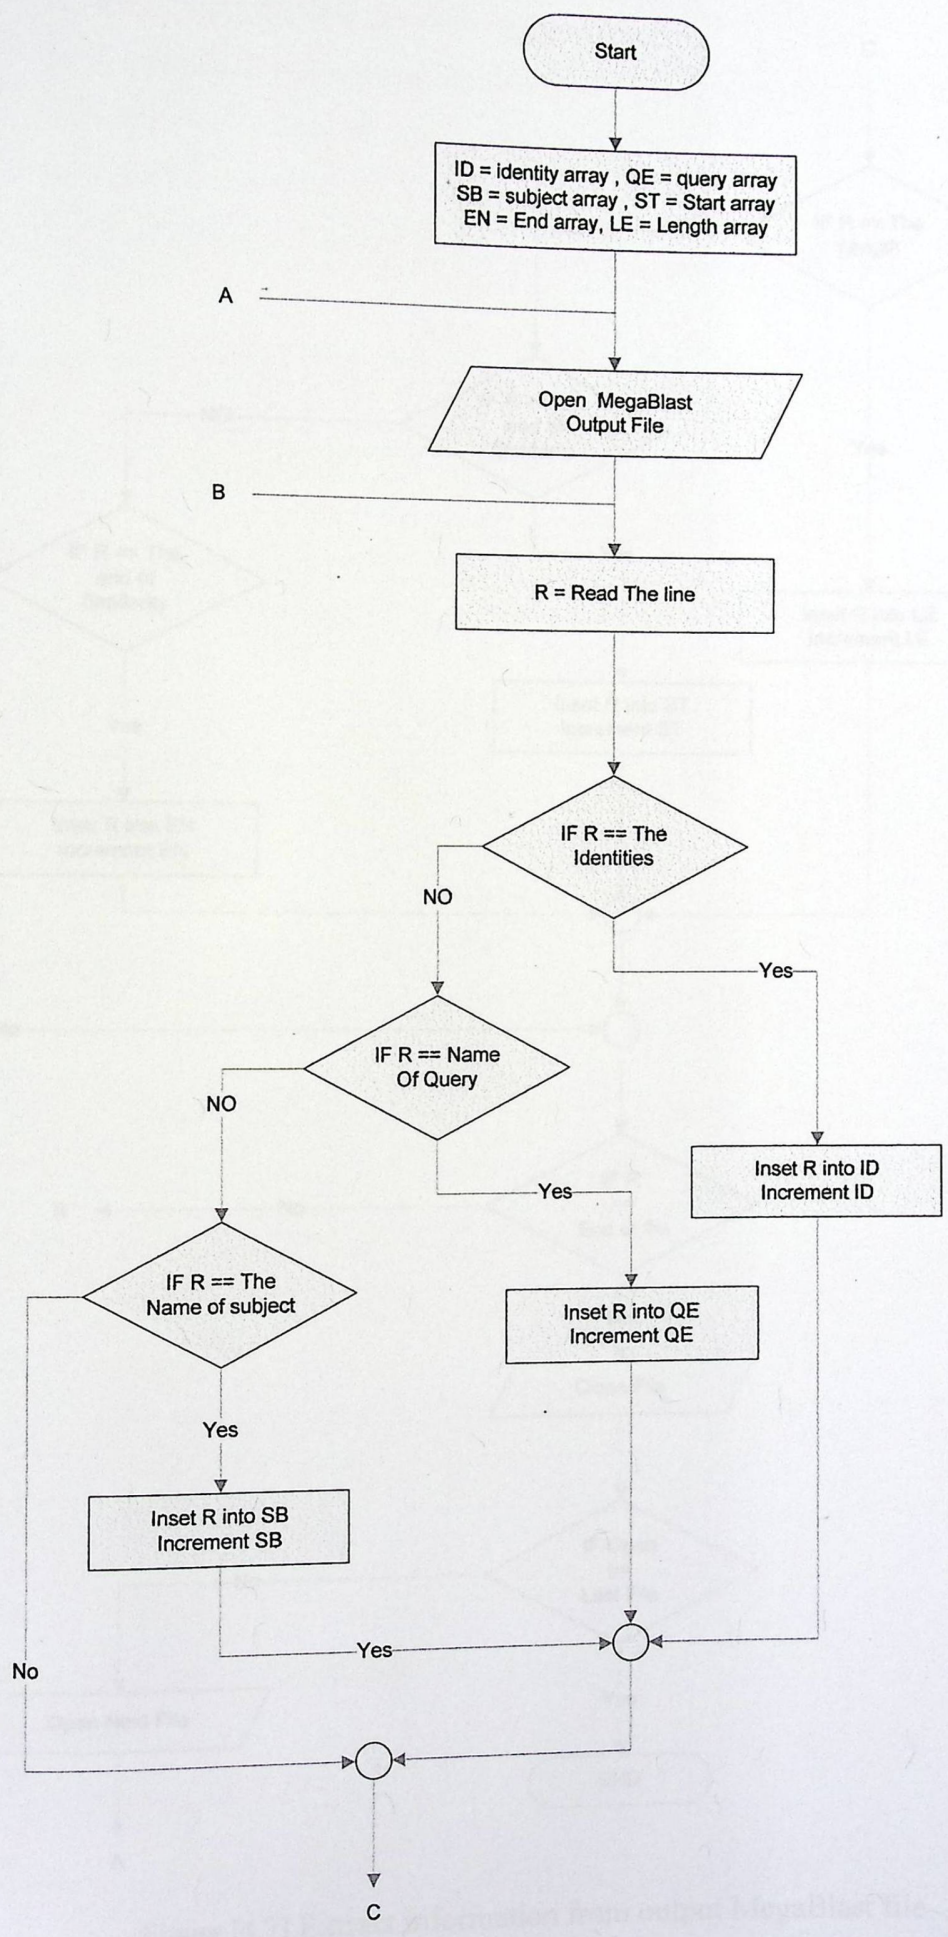 Start
ID = identity array , QE = query array
SB = subject array , ST = Start array
EN = End array, LE = Length array
A
Open MegaBlast
Output File
B
R = Read The line
IF R == The
Identities
NO
Yes
IF R == Name
Of Query
NO
Yes
Inset R into ID
Increment ID
IF R == The
Name of subject
Inset R into QE
Increment QE
Yes
Inset R into SB
Increment SB
Yes
No
C